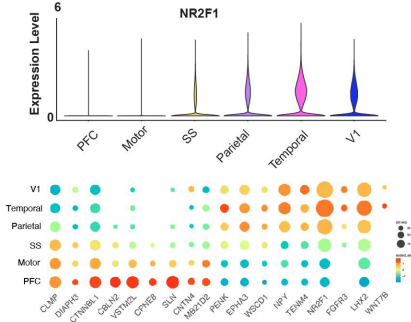 NR2F1
6
Expression Level
0
PFC Motor SS Parietal Temporal V1
V1
Temporal
Parietal
SS
Motor
PFC
CLMP DIAPH3 CTNNBL1 CBLN2 VSTM2L CPNE8 SLN CNTN4 MB21D2 PENK EPHA3 WSCD1 NPY TENM4 NR2F1 FGFR3 LHX2 WNT7B